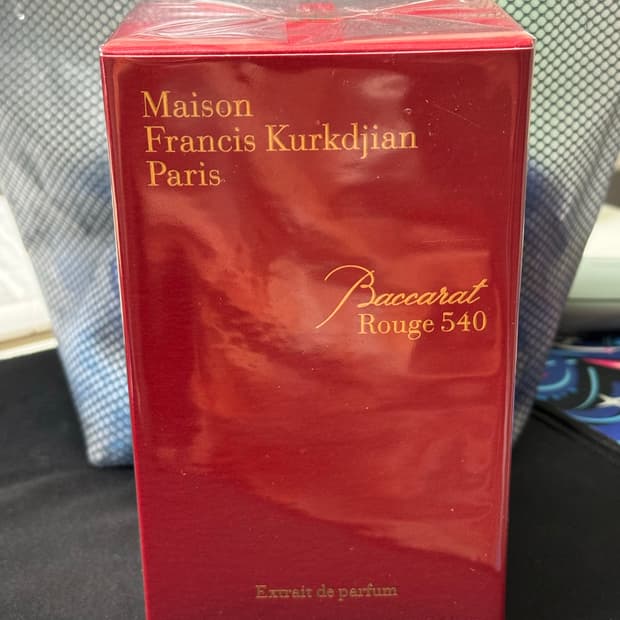 Maison
Francis Kurkdjian
Paris
Baccarat
Rouge 540
Extrait de parfum